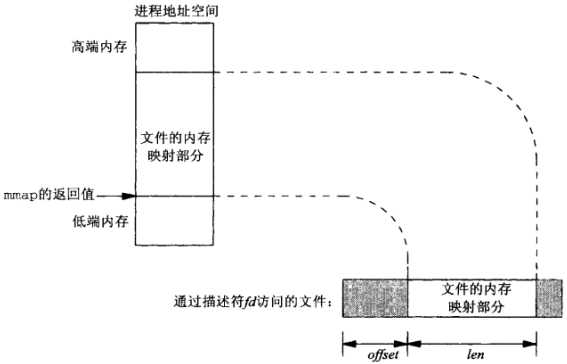 进程地址空间
高端内存
文件的内存
映射部分
mmap的返回值
低端内存
通过描述符fd访问的文件:
文件的内存
映射部分
offset
len